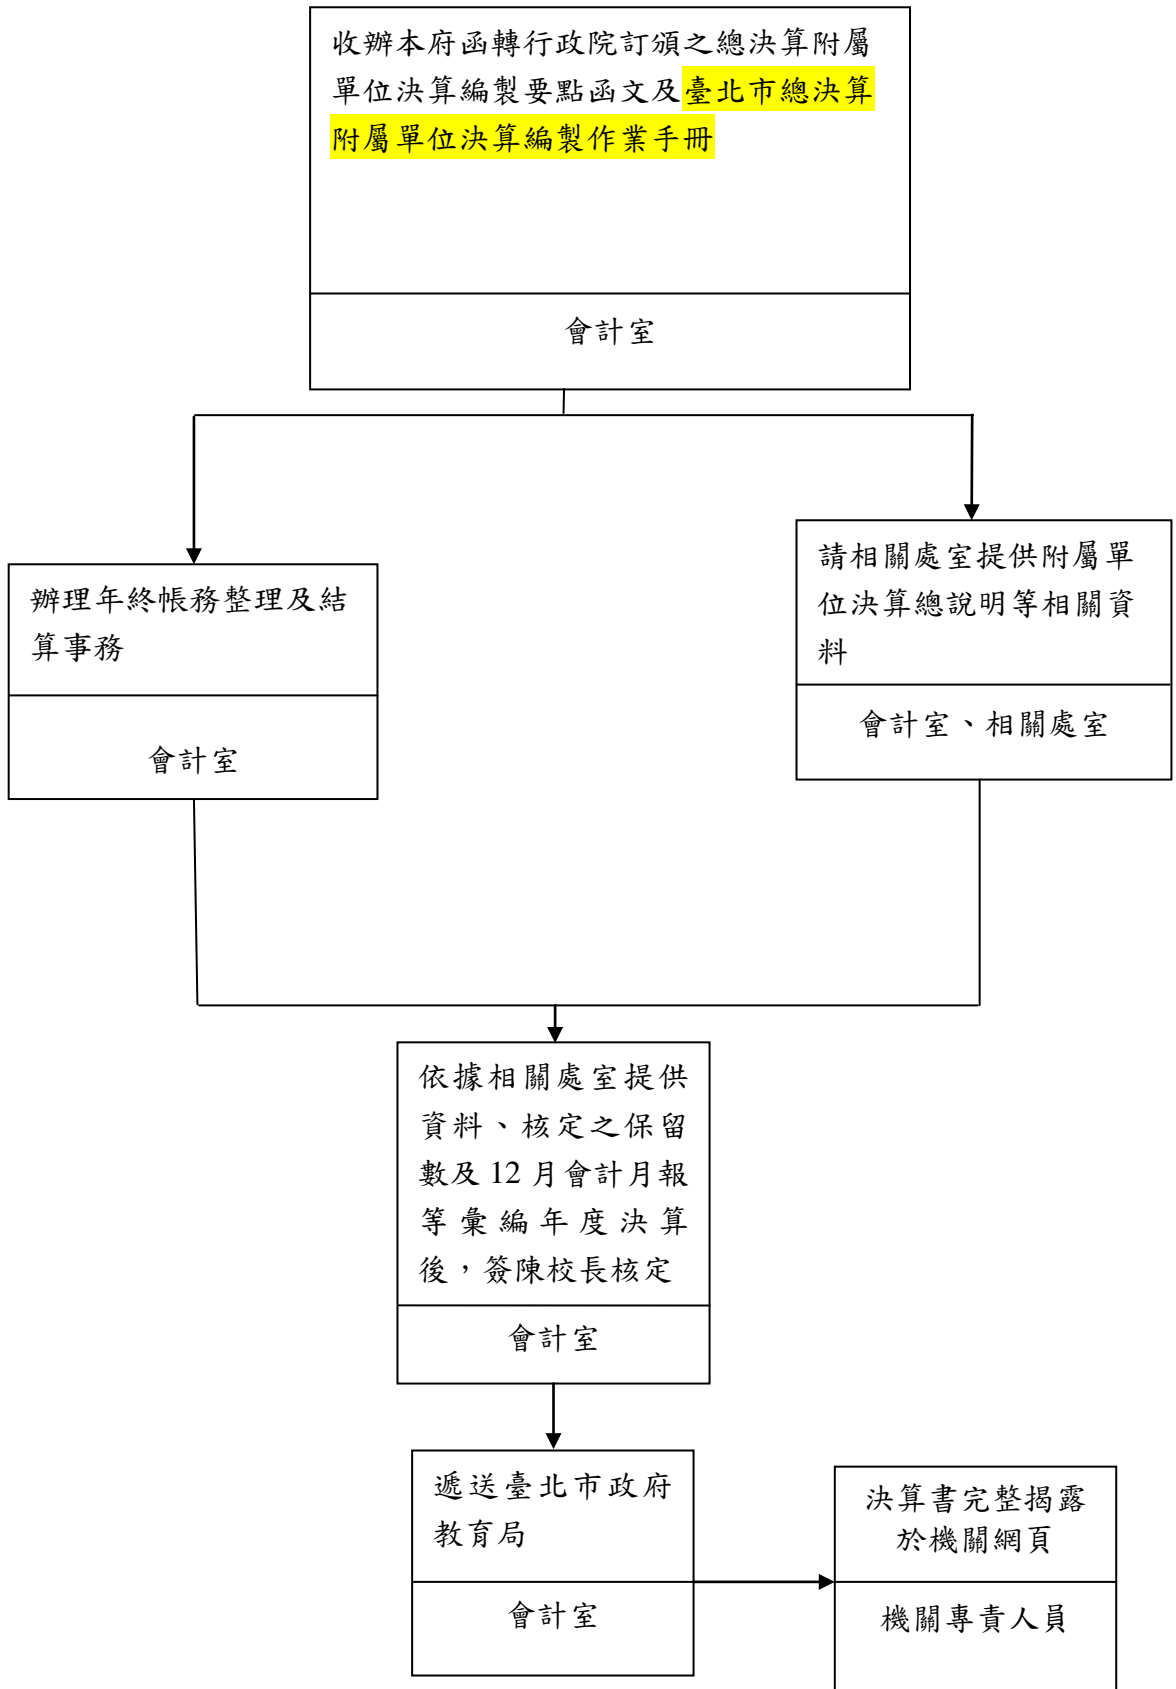 收辦本府函轉行政院訂頒之總決算附屬
單位決算編製要點函文及臺北市總決算
附屬單位決算編製作業手冊
會計室
辦理年終帳務整理及結
算事務
會計室
請相關處室提供附屬單
位決算總說明等相關資
料
會計室、相關處室
依據相關處室提供
資料、核定之保留
數及 12 月會計月報
等彙編年度決算
後，簽陳校長核定
會計室
遞送臺北市政府
教育局
會計室
決算書完整揭露
於機關網頁
機關專責人員